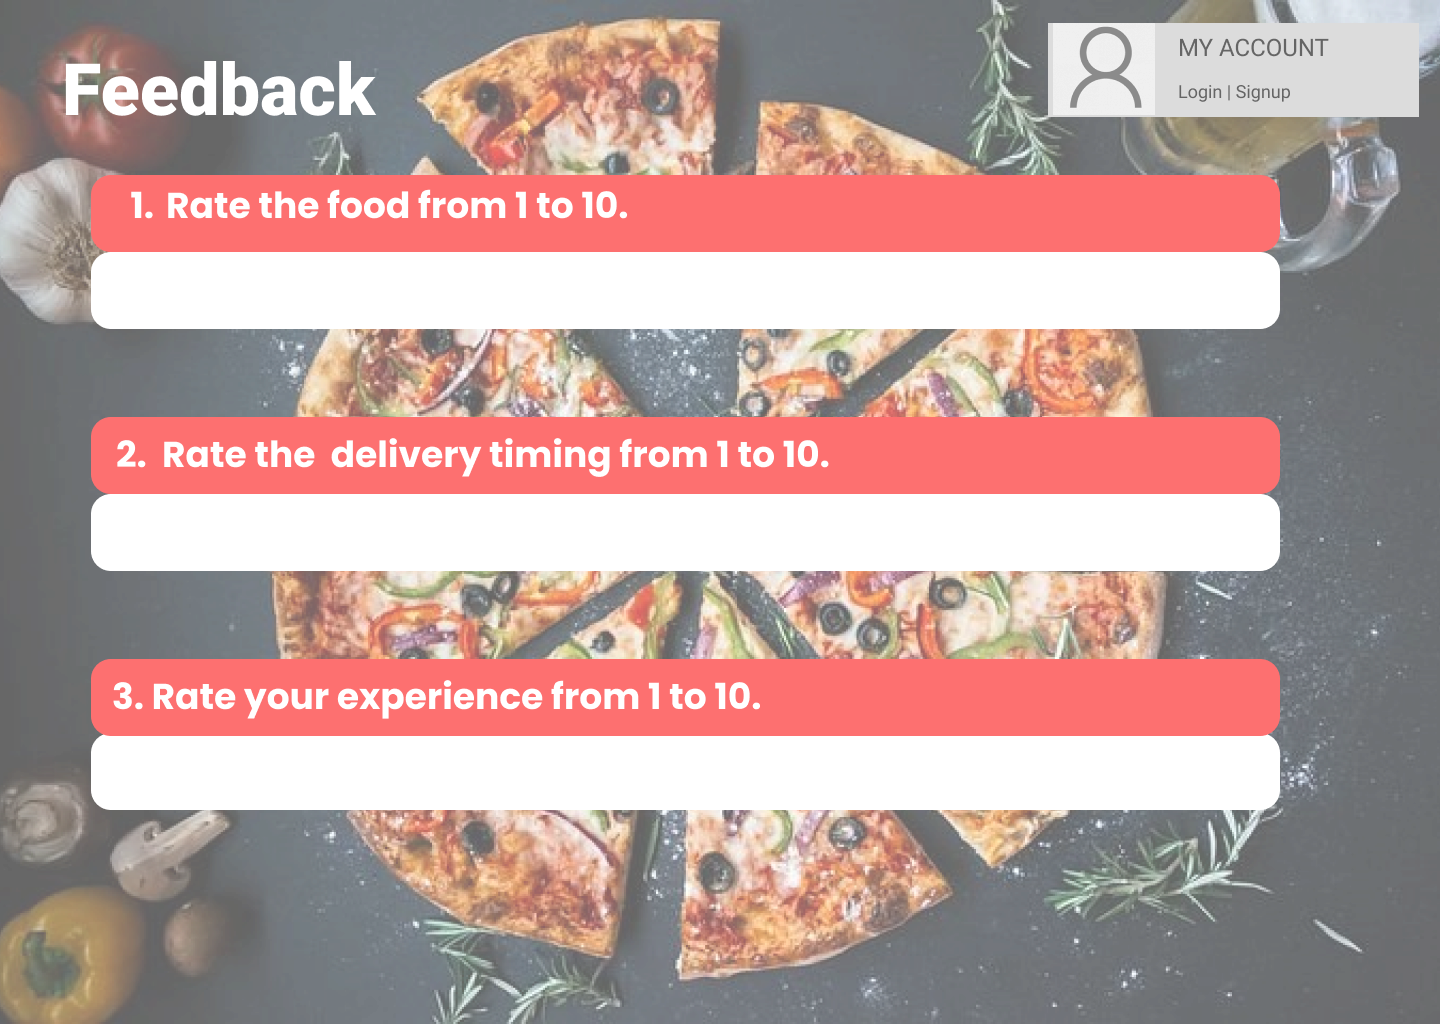 Feedback
MY ACCOUNT
Login | Signup
1. Rate the food from 1 to 10.
2. Rate the delivery timing from 1 to 10.
3. Rate your experience from 1 to 10.